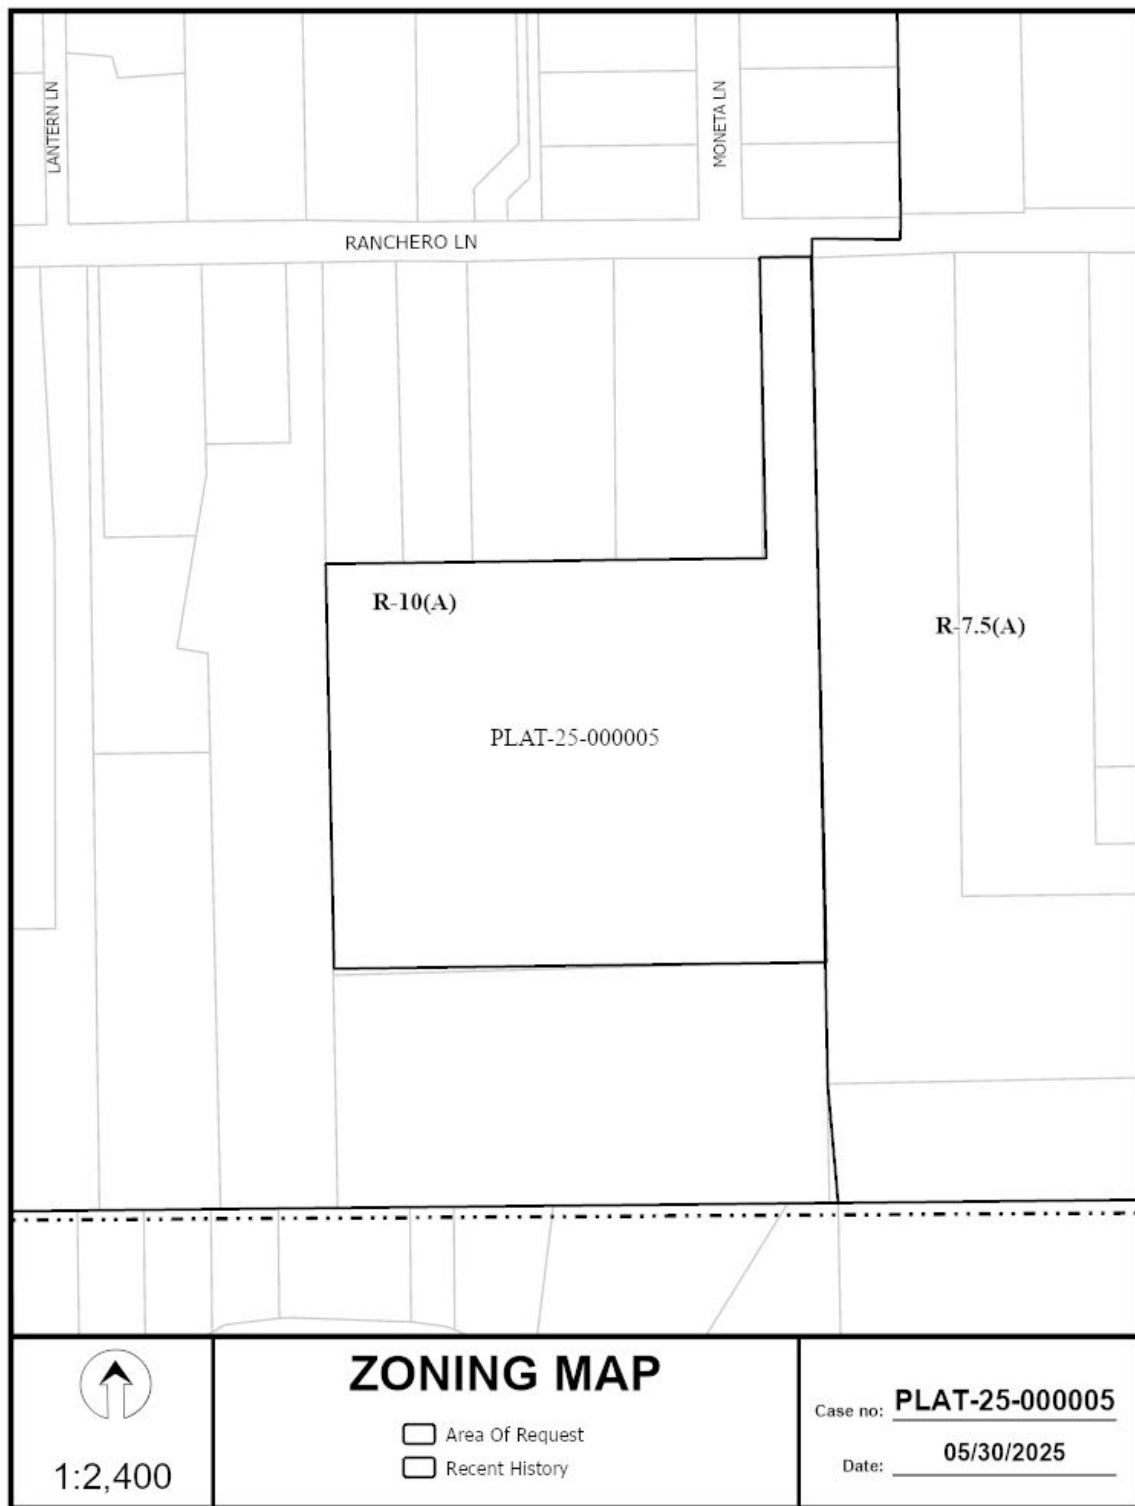 LANTERN LN
MONETA LN
RANCHERO LN
R-10(A)
R-7.5(A)
PLAT-25-000005
1:2,400
ZONING MAP
Area Of Request
Recent History
Case no: PLAT-25-000005
Date: 05/30/2025